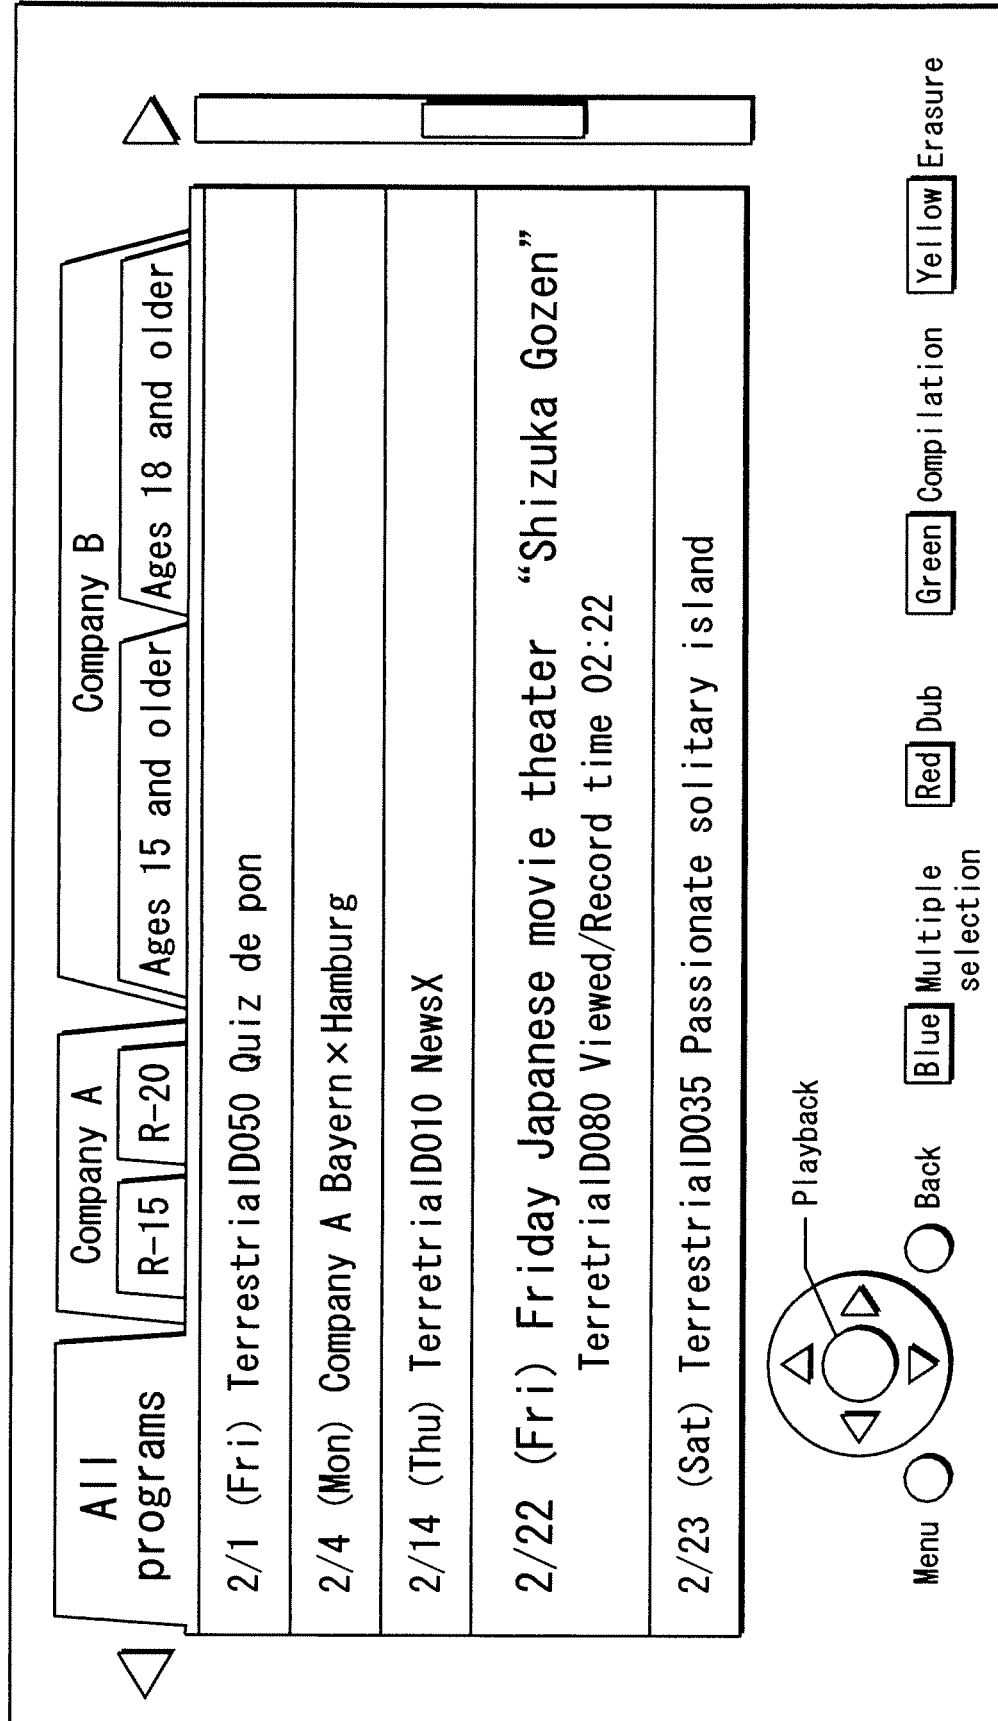 All
programs
Company A
R-15
R-20
Company B
Ages 15 and older
Ages 18 and older
2/1 (Fri) TerrestrialD050 Quiz de pon
2/4 (Mon) Company A Bayern×Hamburg
2/14 (Thu) TerretrialD010 NewsX
2/22 (Fri) Friday Japanese movie theater “Shizuka Gozen”
TerretrialD080 Viewed/Record time 02:22
2/23 (Sat) TerrestrialD035 Passionate solitary island
Playback
Menu
Back
Blue Multiple
selection
Red Dub
Green Compilation
Yellow Erasure